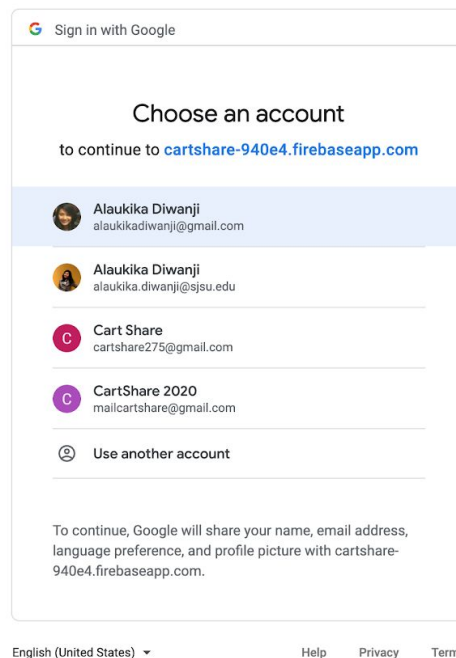 Sign in with Google
Choose an account
to continue to cartshare-940e4.firebaseapp.com
Alaukika Diwanji
alaukikadiwanji@gmail.com
Alaukika Diwanji
alaukika.diwanji@sjsu.edu
C
Cart Share
cartshare275@gmail.com
C
CartShare 2020
mailcartshare@gmail.com
Use another account
To continue, Google will share your name, email address,
language preference, and profile picture with cartshare-
940e4.firebaseapp.com.
English (United States)
Help Privacy Term